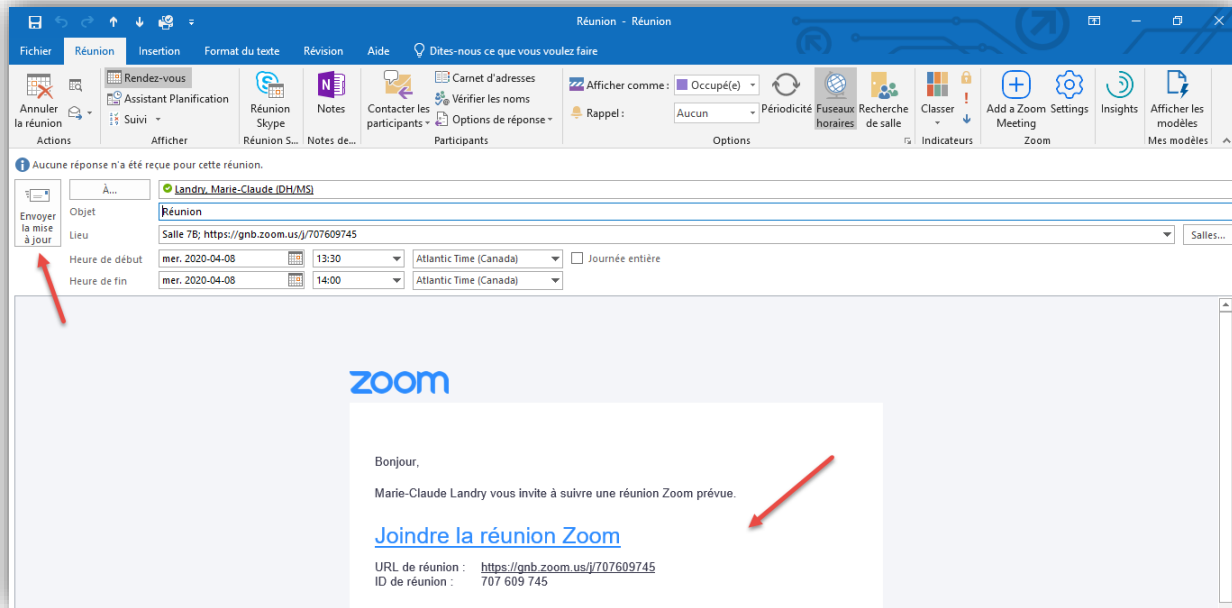 Réunion - Réunion
Fichier Réunion Insertion Format du texte Révision Aide Dites-nous ce que vous voulez faire
Annuler la réunion
Actions
Rendez-vous
Assistant Planification
Suivi
Afficher
Réunion Skype
Réunion S...
Notes
Notes de...
Contacter les participants
Carnet d'adresses
Vérifier les noms
Options de réponse
Participants
Afficher comme : Occupé(e)
Rappel : Aucun
Périodicité
Fuseaux horaires
Recherche de salle
Options
Classer
Indicateurs
Add a Zoom Meeting
Settings
Zoom
Insights
Afficher les modèles
Mes modèles
Aucune réponse n'a été reçue pour cette réunion.
Envoyer la mise à jour
À... Landry, Marie-Claude (DH/MS)
Objet Réunion
Lieu Salle 7B; https://gnb.zoom.us/j/707609745 Salles...
Heure de début mer. 2020-04-08 13:30 Atlantic Time (Canada) Journée entière
Heure de fin mer. 2020-04-08 14:00 Atlantic Time (Canada)
zoom
Bonjour,
Marie-Claude Landry vous invite à suivre une réunion Zoom prévue.
Joindre la réunion Zoom
URL de réunion : https://gnb.zoom.us/j/707609745
ID de réunion : 707 609 745